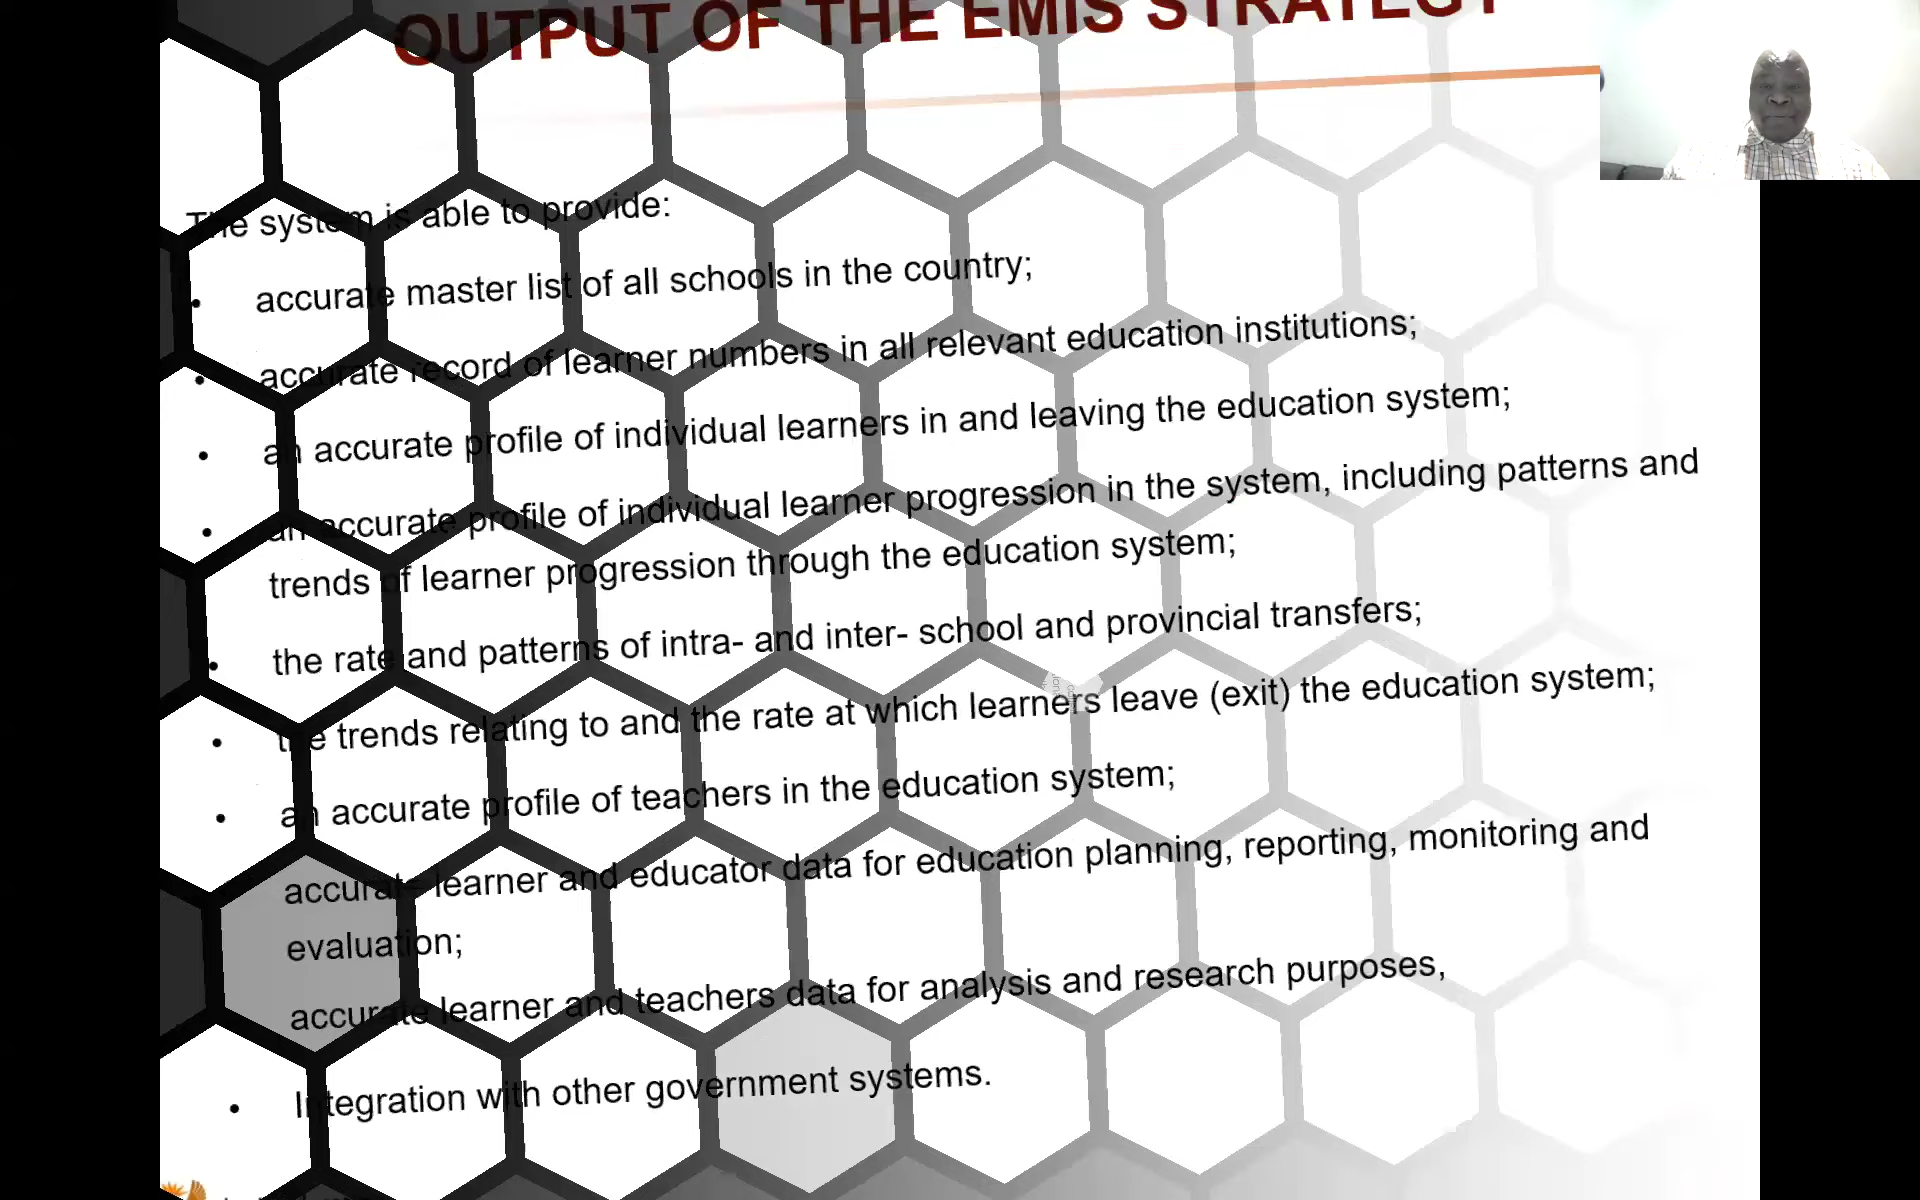 OUTPUT OF THE EMIS STRATEGY
The system is able to provide:
• accurate master list of all schools in the country;
• accurate record of learner numbers in all relevant education institutions;
• an accurate profile of individual learners in and leaving the education system;
• an accurate profile of individual learner progression in the system, including patterns and
trends of learner progression through the education system;
• the rate and patterns of intra- and inter- school and provincial transfers;
• the trends relating to and the rate at which learners leave (exit) the education system;
• an accurate profile of teachers in the education system;
accurate learner and educator data for education planning, reporting, monitoring and
evaluation;
accurate learner and teachers data for analysis and research purposes,
• Integration with other government systems.